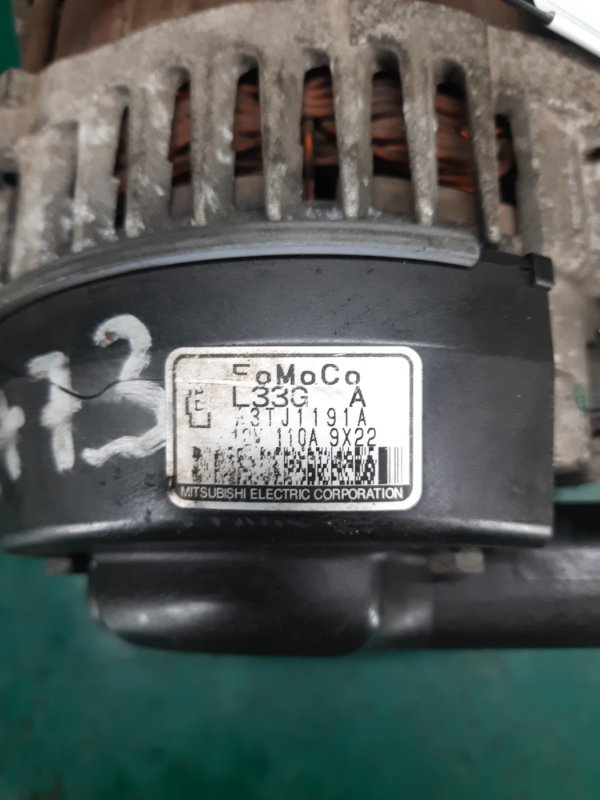 FoMoCo
L33G A
A3TJ1191A
12V 110A 9X22
MITSUBISHI ELECTRIC CORPORATION